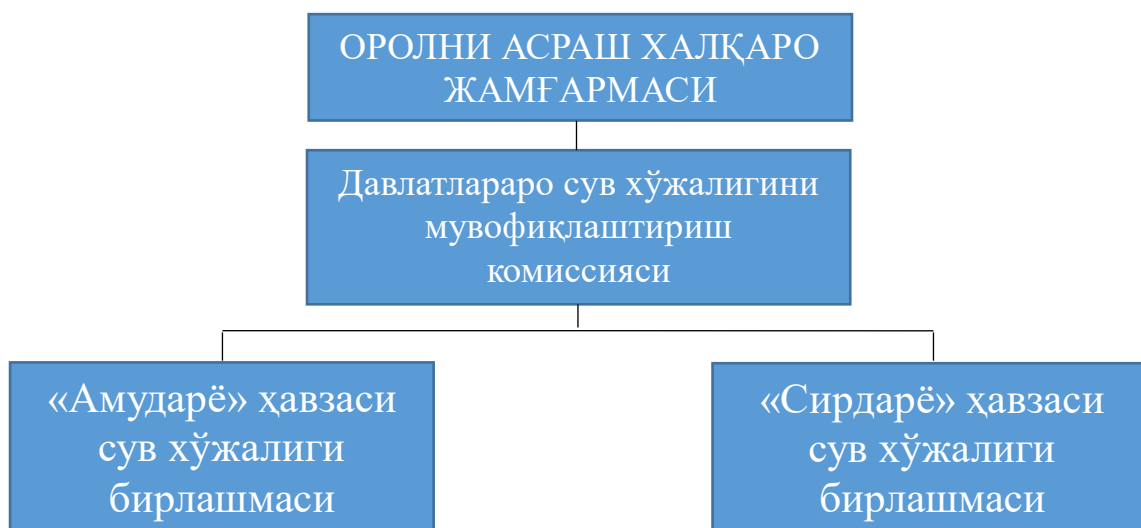 ОРОЛНИ АСРАШ ХАЛҚАРО
ЖАМҒАРМАСИ
Давлатлараро сув хўжалигини
мувофиқлаштириш
комиссияси
«Амударё» ҳавзаси
сув хўжалиги
бирлашмаси
«Сирдарё» ҳавзаси
сув хўжалиги
бирлашмаси